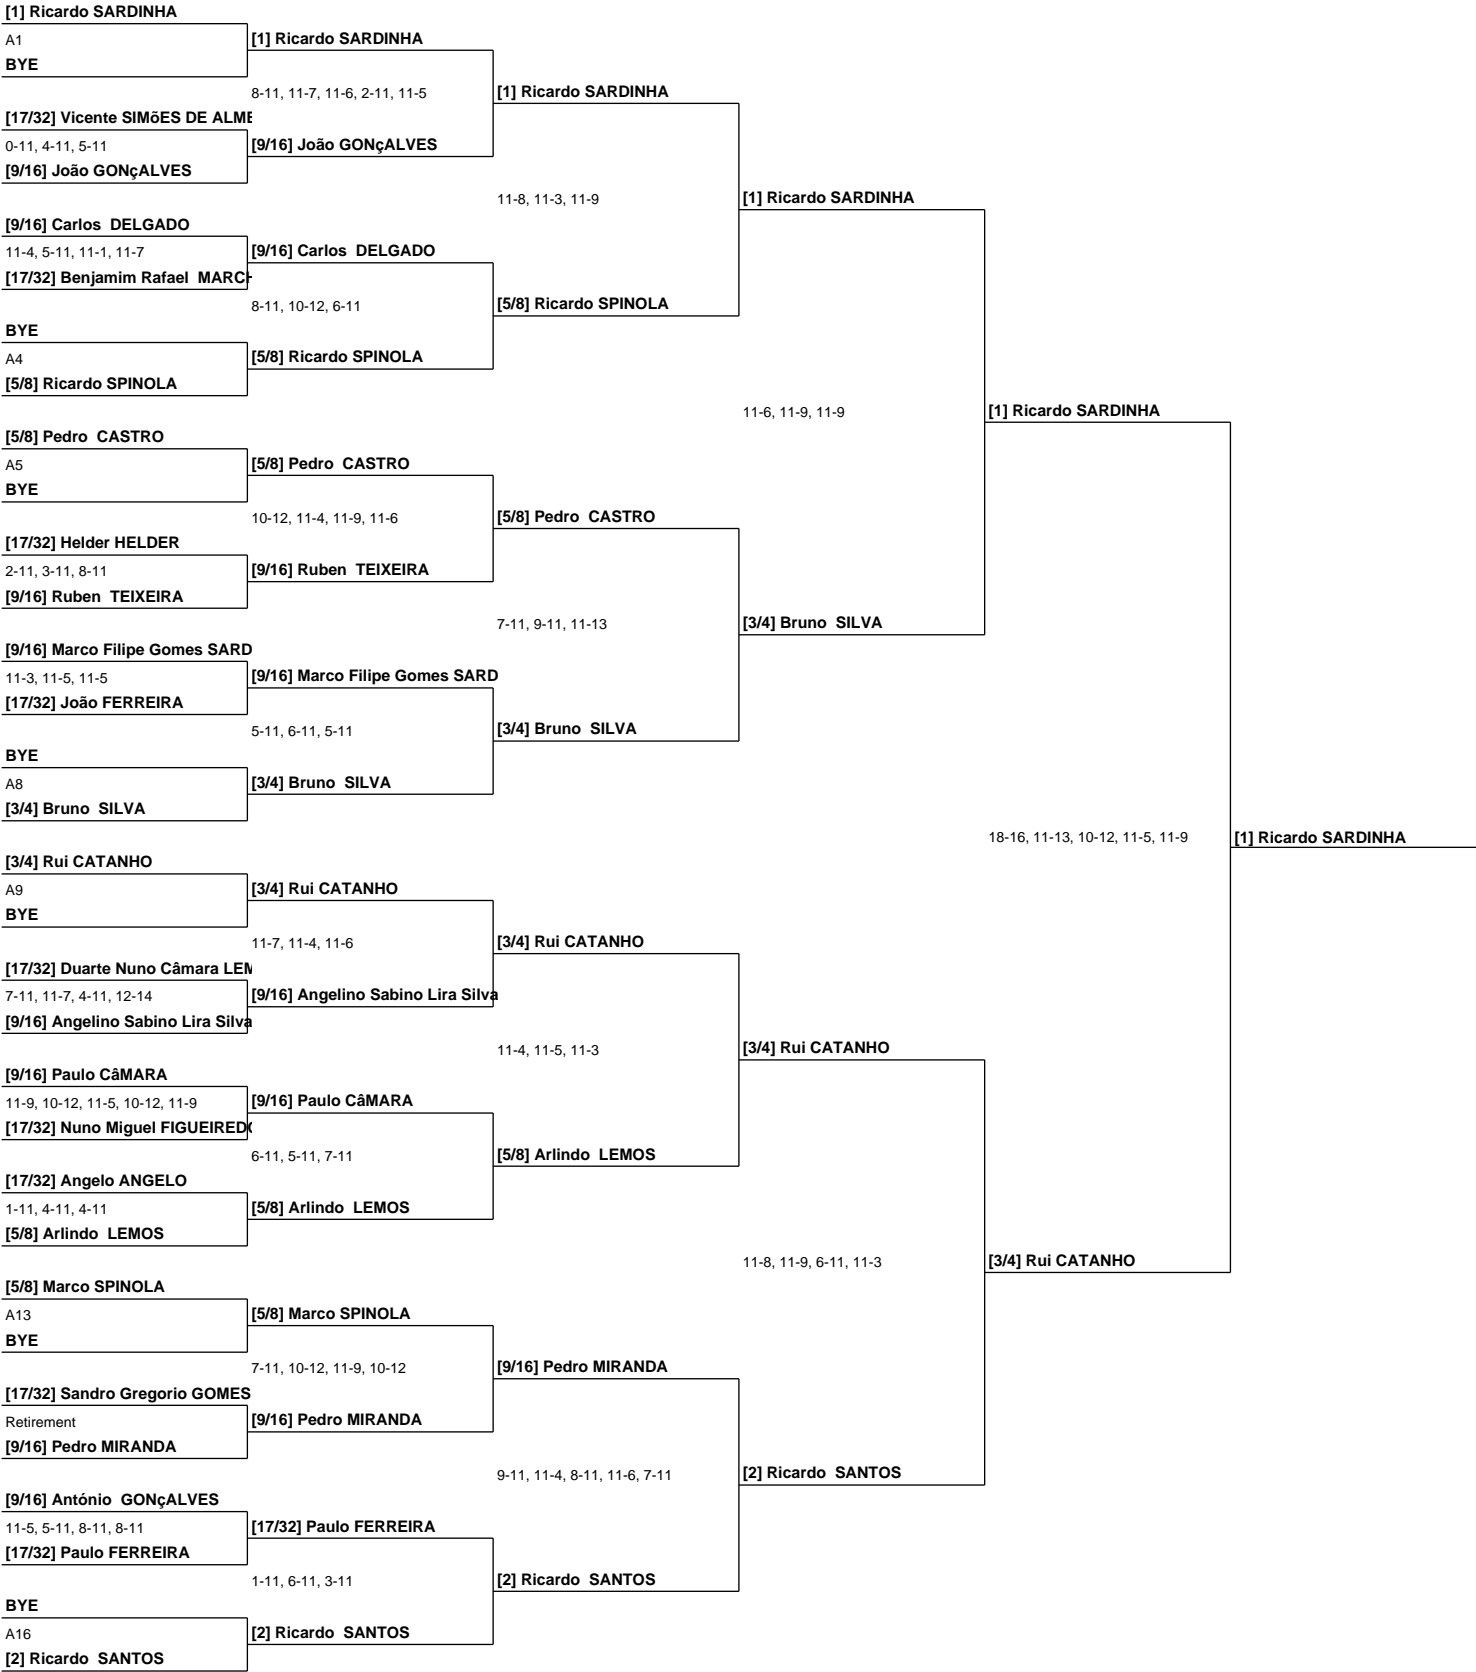 [1] Ricardo SARDINHA
A1
BYE
[17/32] Vicente SIMõES DE ALME
0-11, 4-11, 5-11
[9/16] João GONçALVES
[9/16] Carlos DELGADO
11-4, 5-11, 11-1, 11-7
[17/32] Benjamim Rafael MARCH
BYE
A4
[5/8] Ricardo SPINOLA
[5/8] Pedro CASTRO
A5
BYE
[17/32] Helder HELDER
2-11, 3-11, 8-11
[9/16] Ruben TEIXEIRA
[9/16] Marco Filipe Gomes SARD
11-3, 11-5, 11-5
[17/32] João FERREIRA
BYE
A8
[3/4] Bruno SILVA
[3/4] Rui CATANHO
A9
BYE
[17/32] Duarte Nuno Câmara LEM
7-11, 11-7, 4-11, 12-14
[9/16] Angelino Sabino Lira Silva
[9/16] Paulo CâMARA
11-9, 10-12, 11-5, 10-12, 11-9
[17/32] Nuno Miguel FIGUEIREDO
[17/32] Angelo ANGELO
1-11, 4-11, 4-11
[5/8] Arlindo LEMOS
[5/8] Marco SPINOLA
A13
BYE
[17/32] Sandro Gregorio GOMES
Retirement
[9/16] Pedro MIRANDA
[9/16] António GONçALVES
11-5, 5-11, 8-11, 8-11
[17/32] Paulo FERREIRA
BYE
A16
[2] Ricardo SANTOS
[1] Ricardo SARDINHA
8-11, 11-7, 11-6, 2-11, 11-5
[9/16] João GONçALVES
[9/16] Carlos DELGADO
8-11, 10-12, 6-11
[5/8] Ricardo SPINOLA
[5/8] Pedro CASTRO
10-12, 11-4, 11-9, 11-6
[9/16] Ruben TEIXEIRA
[9/16] Marco Filipe Gomes SARD
5-11, 6-11, 5-11
[3/4] Bruno SILVA
[3/4] Rui CATANHO
11-7, 11-4, 11-6
[9/16] Angelino Sabino Lira Silva
[9/16] Paulo CâMARA
6-11, 5-11, 7-11
[5/8] Arlindo LEMOS
[5/8] Marco SPINOLA
7-11, 10-12, 11-9, 10-12
[9/16] Pedro MIRANDA
[17/32] Paulo FERREIRA
1-11, 6-11, 3-11
[2] Ricardo SANTOS
[1] Ricardo SARDINHA
11-8, 11-3, 11-9
[5/8] Ricardo SPINOLA
[5/8] Pedro CASTRO
7-11, 9-11, 11-13
[3/4] Bruno SILVA
[3/4] Rui CATANHO
11-4, 11-5, 11-3
[5/8] Arlindo LEMOS
[9/16] Pedro MIRANDA
9-11, 11-4, 8-11, 11-6, 7-11
[2] Ricardo SANTOS
[1] Ricardo SARDINHA
11-6, 11-9, 11-9
[3/4] Bruno SILVA
[3/4] Rui CATANHO
11-8, 11-9, 6-11, 11-3
[2] Ricardo SANTOS
[1] Ricardo SARDINHA
18-16, 11-13, 10-12, 11-5, 11-9
[3/4] Rui CATANHO
[1] Ricardo SARDINHA